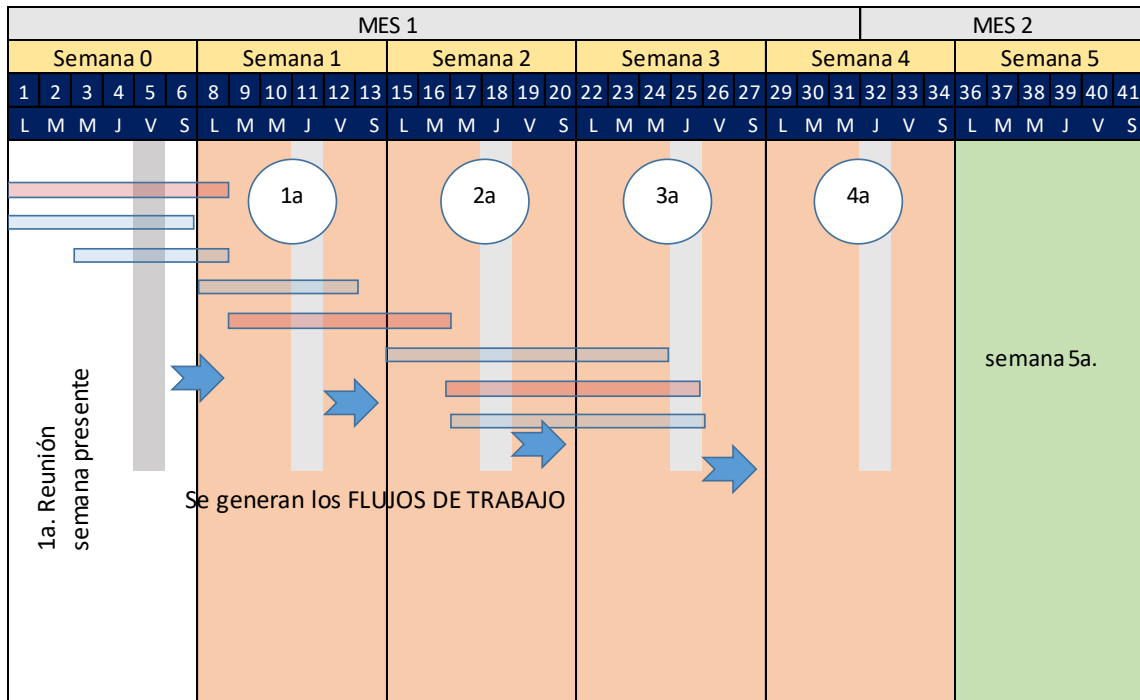 MES 1 MES 2
Semana 0 Semana 1 Semana 2 Semana 3 Semana 4 Semana 5
1 2 3 4 5 6 8 9 10 11 12 13 15 16 17 18 19 20 22 23 24 25 26 27 29 30 31 32 33 34 36 37 38 39 40 41
L M M J V S L M M J V S L M M J V S L M M J V S L M M J V S L M M J V S
1a 2a 3a 4a
semana 5a.
1a. Reunión
semana presente
Se generan los FLUJOS DE TRABAJO